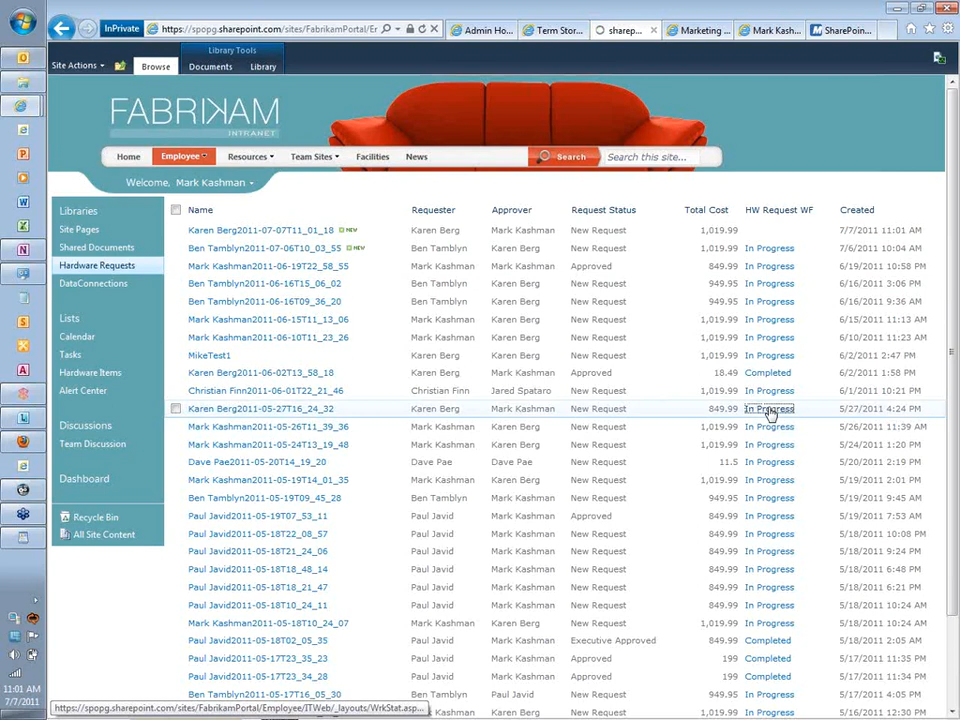 InPrivate
https://spopg.sharepoint.com/sites/FabrikamPortal/Er
Admin Ho...
Term Stor...
sharep...
Marketing ...
Mark Kash...
SharePoin...
Library Tools
Site Actions
Browse
Documents
Library
FABRIKAM
INTRANET
Home
Employee
Resources
Team Sites
Facilities
News
Search
Search this site...
Welcome, Mark Kashman
Libraries
Site Pages
Shared Documents
Hardware Requests
DataConnections
Lists
Calendar
Tasks
Hardware Items
Alert Center
Discussions
Team Discussion
Dashboard
Recycle Bin
All Site Content
Name Requester Approver Request Status Total Cost HW Request WF Created
Karen Berg2011-07-07T11_01_18 NEW Karen Berg Mark Kashman New Request 1,019.99 7/7/2011 11:01 AM
Ben Tamblyn2011-07-06T10_03_55 NEW Ben Tamblyn Karen Berg New Request 1,019.99 In Progress 7/6/2011 10:04 AM
Mark Kashman2011-06-19T22_58_55 Mark Kashman Mark Kashman Approved 849.99 In Progress 6/19/2011 10:58 PM
Ben Tamblyn2011-06-16T15_06_02 Ben Tamblyn Karen Berg New Request 949.95 In Progress 6/16/2011 3:06 PM
Ben Tamblyn2011-06-16T09_36_20 Ben Tamblyn Karen Berg New Request 949.95 In Progress 6/16/2011 9:36 AM
Mark Kashman2011-06-15T11_13_06 Mark Kashman Karen Berg New Request 1,019.99 In Progress 6/15/2011 11:13 AM
Mark Kashman2011-06-10T11_23_26 Mark Kashman Karen Berg New Request 1,019.99 In Progress 6/10/2011 11:23 AM
MikeTest1 Mark Kashman Karen Berg New Request 1,019.99 In Progress 6/2/2011 2:47 PM
Karen Berg2011-06-02T13_58_18 Karen Berg Mark Kashman Approved 18.49 Completed 6/2/2011 1:58 PM
Christian Finn2011-06-01T22_21_46 Christian Finn Jared Spataro New Request 1,019.99 In Progress 6/1/2011 10:21 PM
Karen Berg2011-05-27T16_24_32 Karen Berg Mark Kashman New Request 849.99 In Progress 5/27/2011 4:24 PM
Mark Kashman2011-05-26T11_39_36 Mark Kashman Karen Berg New Request 1,019.99 In Progress 5/26/2011 11:39 AM
Mark Kashman2011-05-24T13_19_48 Mark Kashman Karen Berg New Request 1,019.99 In Progress 5/24/2011 1:20 PM
Dave Pae2011-05-20T14_19_20 Dave Pae Dave Pae New Request 11.5 In Progress 5/20/2011 2:19 PM
Mark Kashman2011-05-19T14_01_35 Mark Kashman Karen Berg New Request 1,019.99 In Progress 5/19/2011 2:01 PM
Ben Tamblyn2011-05-19T09_45_28 Ben Tamblyn Mark Kashman New Request 949.95 In Progress 5/19/2011 9:45 AM
Paul Javid2011-05-19T07_53_11 Paul Javid Mark Kashman Approved 849.99 In Progress 5/19/2011 7:53 AM
Paul Javid2011-05-18T22_08_57 Paul Javid Mark Kashman New Request 849.99 In Progress 5/18/2011 10:08 PM
Paul Javid2011-05-18T21_24_06 Paul Javid Mark Kashman New Request 849.99 In Progress 5/18/2011 9:24 PM
Paul Javid2011-05-18T18_48_14 Paul Javid Mark Kashman New Request 849.99 In Progress 5/18/2011 6:48 PM
Paul Javid2011-05-18T18_21_47 Paul Javid Mark Kashman New Request 849.99 In Progress 5/18/2011 6:21 PM
Paul Javid2011-05-18T10_24_11 Paul Javid Mark Kashman New Request 849.99 In Progress 5/18/2011 10:24 AM
Mark Kashman2011-05-18T10_24_07 Mark Kashman Karen Berg New Request 1,019.99 In Progress 5/18/2011 10:24 AM
Paul Javid2011-05-18T02_05_35 Paul Javid Mark Kashman Executive Approved 849.99 Completed 5/18/2011 2:05 AM
Paul Javid2011-05-17T23_35_23 Paul Javid Mark Kashman Approved 199 Completed 5/17/2011 11:35 PM
Paul Javid2011-05-17T23_34_28 Paul Javid Mark Kashman Approved 199 Completed 5/17/2011 11:34 PM
Ben Tamblyn2011-05-17T16_05_30 Ben Tamblyn Paul Javid New Request 949.95 In Progress 5/17/2011 4:05 PM
Mark Kashman Karen Berg New Request 1,019.99 In Progress 5/16/2011 12:30 PM
https://spopg.sharepoint.com/sites/FabrikamPortal/Employee/ITWeb/_layouts/WrkStat.asp...
11:01 AM
7/7/2011